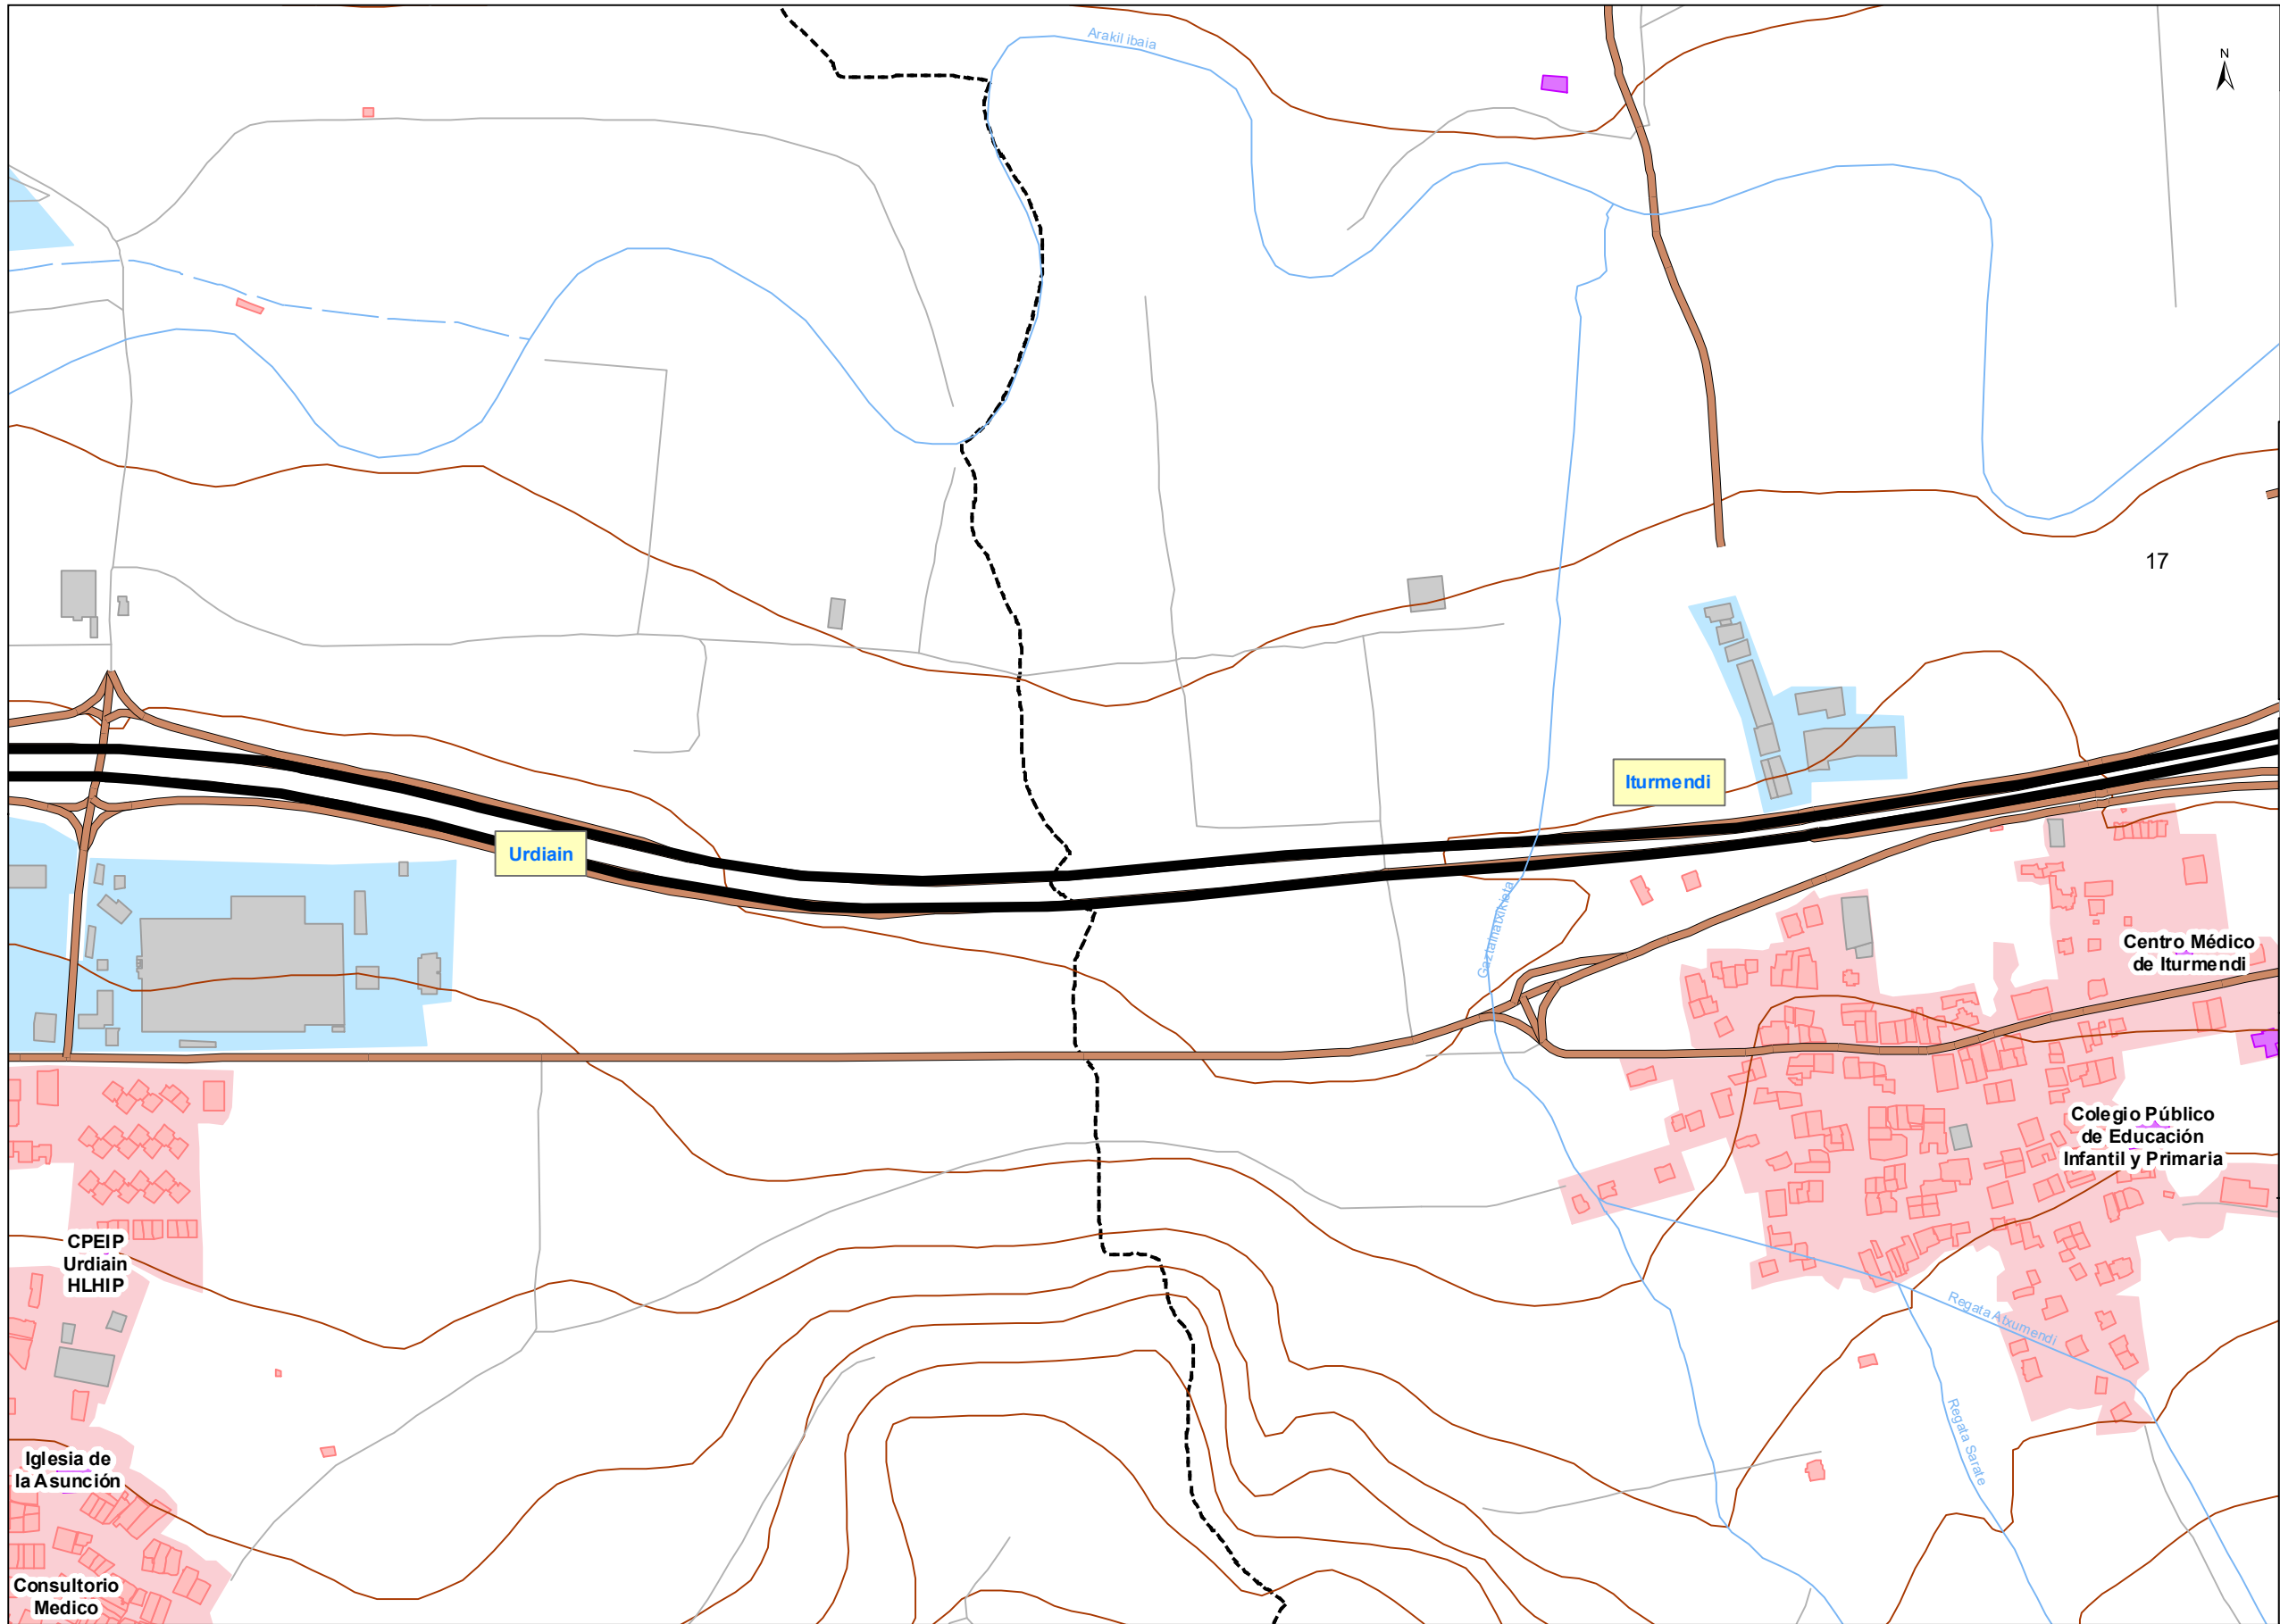 Arakil ibaia
N
17
Iturmendi
Urdiain
Gaztainatxikiata
Centro Médico
de Iturmendi
Colegio Público
de Educación
Infantil y Primaria
CPEIP
Urdiain
HLHIP
Regata Atxumendi
Regata Sarate
Iglesia de
la Asunción
Consultorio
Medico